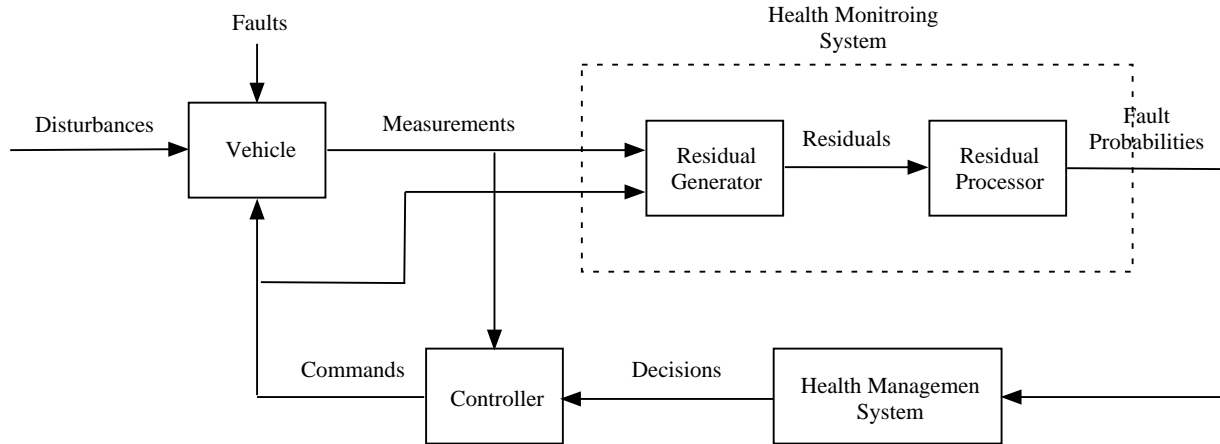 Faults
Health Monitroing
System
Disturbances
Vehicle
Measurements
Residual
Generator
Residuals
Residual
Processor
Fault
Probabilities
Commands
Controller
Decisions
Health Managemen
System